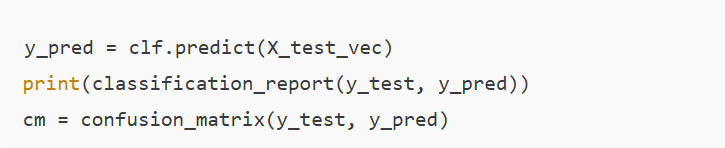 y_pred = clf.predict(X_test_vec)
print(classification_report(y_test, y_pred))
cm = confusion_matrix(y_test, y_pred)